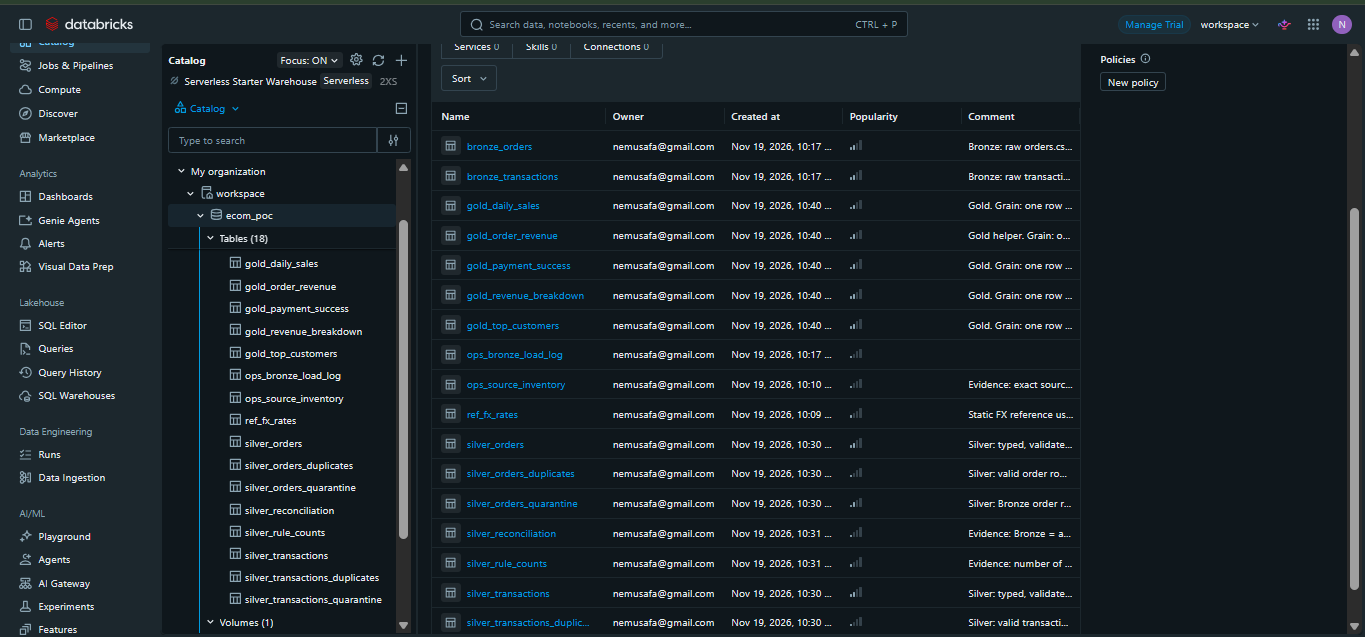 databricks
Search data, notebooks, recents, and more...
CTRL + P
Manage Trial
workspace
N
Catalog
Jobs & Pipelines
Compute
Discover
Marketplace
Analytics
Dashboards
Genie Agents
Alerts
Visual Data Prep
Lakehouse
SQL Editor
Queries
Query History
SQL Warehouses
Data Engineering
Runs
Data Ingestion
AI/ML
Playground
Agents
AI Gateway
Experiments
Features
Catalog
Focus: ON
Serverless Starter Warehouse Serverless 2XS
Catalog
Type to search
My organization
workspace
ecom_poc
Tables (18)
gold_daily_sales
gold_order_revenue
gold_payment_success
gold_revenue_breakdown
gold_top_customers
ops_bronze_load_log
ops_source_inventory
ref_fx_rates
silver_orders
silver_orders_duplicates
silver_orders_quarantine
silver_reconciliation
silver_rule_counts
silver_transactions
silver_transactions_duplicates
silver_transactions_quarantine
Volumes (1)
Services 0 Skills 0 Connections 0
Sort
Name Owner Created at Popularity Comment
bronze_orders nemusafa@gmail.com Nov 19, 2026, 10:17 ... Bronze: raw orders.cs...
bronze_transactions nemusafa@gmail.com Nov 19, 2026, 10:17 ... Bronze: raw transacti...
gold_daily_sales nemusafa@gmail.com Nov 19, 2026, 10:40 ... Gold. Grain: one row ...
gold_order_revenue nemusafa@gmail.com Nov 19, 2026, 10:40 ... Gold helper. Grain: o...
gold_payment_success nemusafa@gmail.com Nov 19, 2026, 10:40 ... Gold. Grain: one row ...
gold_revenue_breakdown nemusafa@gmail.com Nov 19, 2026, 10:40 ... Gold. Grain: one row ...
gold_top_customers nemusafa@gmail.com Nov 19, 2026, 10:40 ... Gold. Grain: one row ...
ops_bronze_load_log nemusafa@gmail.com Nov 19, 2026, 10:17 ...
ops_source_inventory nemusafa@gmail.com Nov 19, 2026, 10:10 ... Evidence: exact sourc...
ref_fx_rates nemusafa@gmail.com Nov 19, 2026, 10:09 ... Static FX reference us...
silver_orders nemusafa@gmail.com Nov 19, 2026, 10:30 ... Silver: typed, validate...
silver_orders_duplicates nemusafa@gmail.com Nov 19, 2026, 10:30 ... Silver: valid order ro...
silver_orders_quarantine nemusafa@gmail.com Nov 19, 2026, 10:30 ... Silver: Bronze order r...
silver_reconciliation nemusafa@gmail.com Nov 19, 2026, 10:31 ... Evidence: Bronze = a...
silver_rule_counts nemusafa@gmail.com Nov 19, 2026, 10:31 ... Evidence: number of ...
silver_transactions nemusafa@gmail.com Nov 19, 2026, 10:30 ... Silver: typed, validate...
silver_transactions_duplic... nemusafa@gmail.com Nov 19, 2026, 10:30 ... Silver: valid transacti...
Policies
New policy